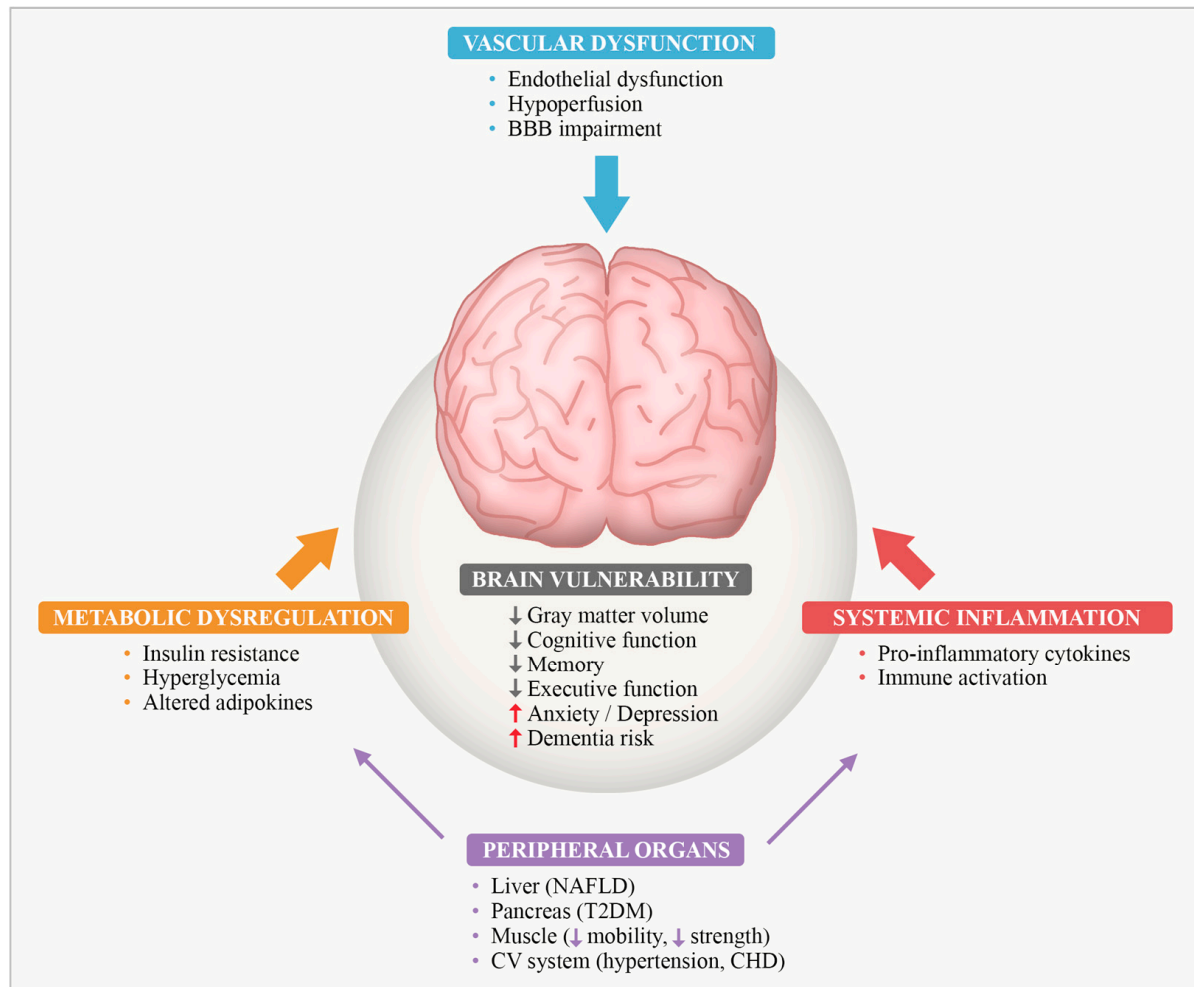 VASCULAR DYSFUNCTION
• Endothelial dysfunction
• Hypoperfusion
• BBB impairment
BRAIN VULNERABILITY
↓ Gray matter volume
↓ Cognitive function
↓ Memory
↓ Executive function
↑ Anxiety / Depression
↑ Dementia risk
METABOLIC DYSREGULATION
• Insulin resistance
• Hyperglycemia
• Altered adipokines
SYSTEMIC INFLAMMATION
• Pro-inflammatory cytokines
• Immune activation
PERIPHERAL ORGANS
• Liver (NAFLD)
• Pancreas (T2DM)
• Muscle (↓ mobility, ↓ strength)
• CV system (hypertension, CHD)